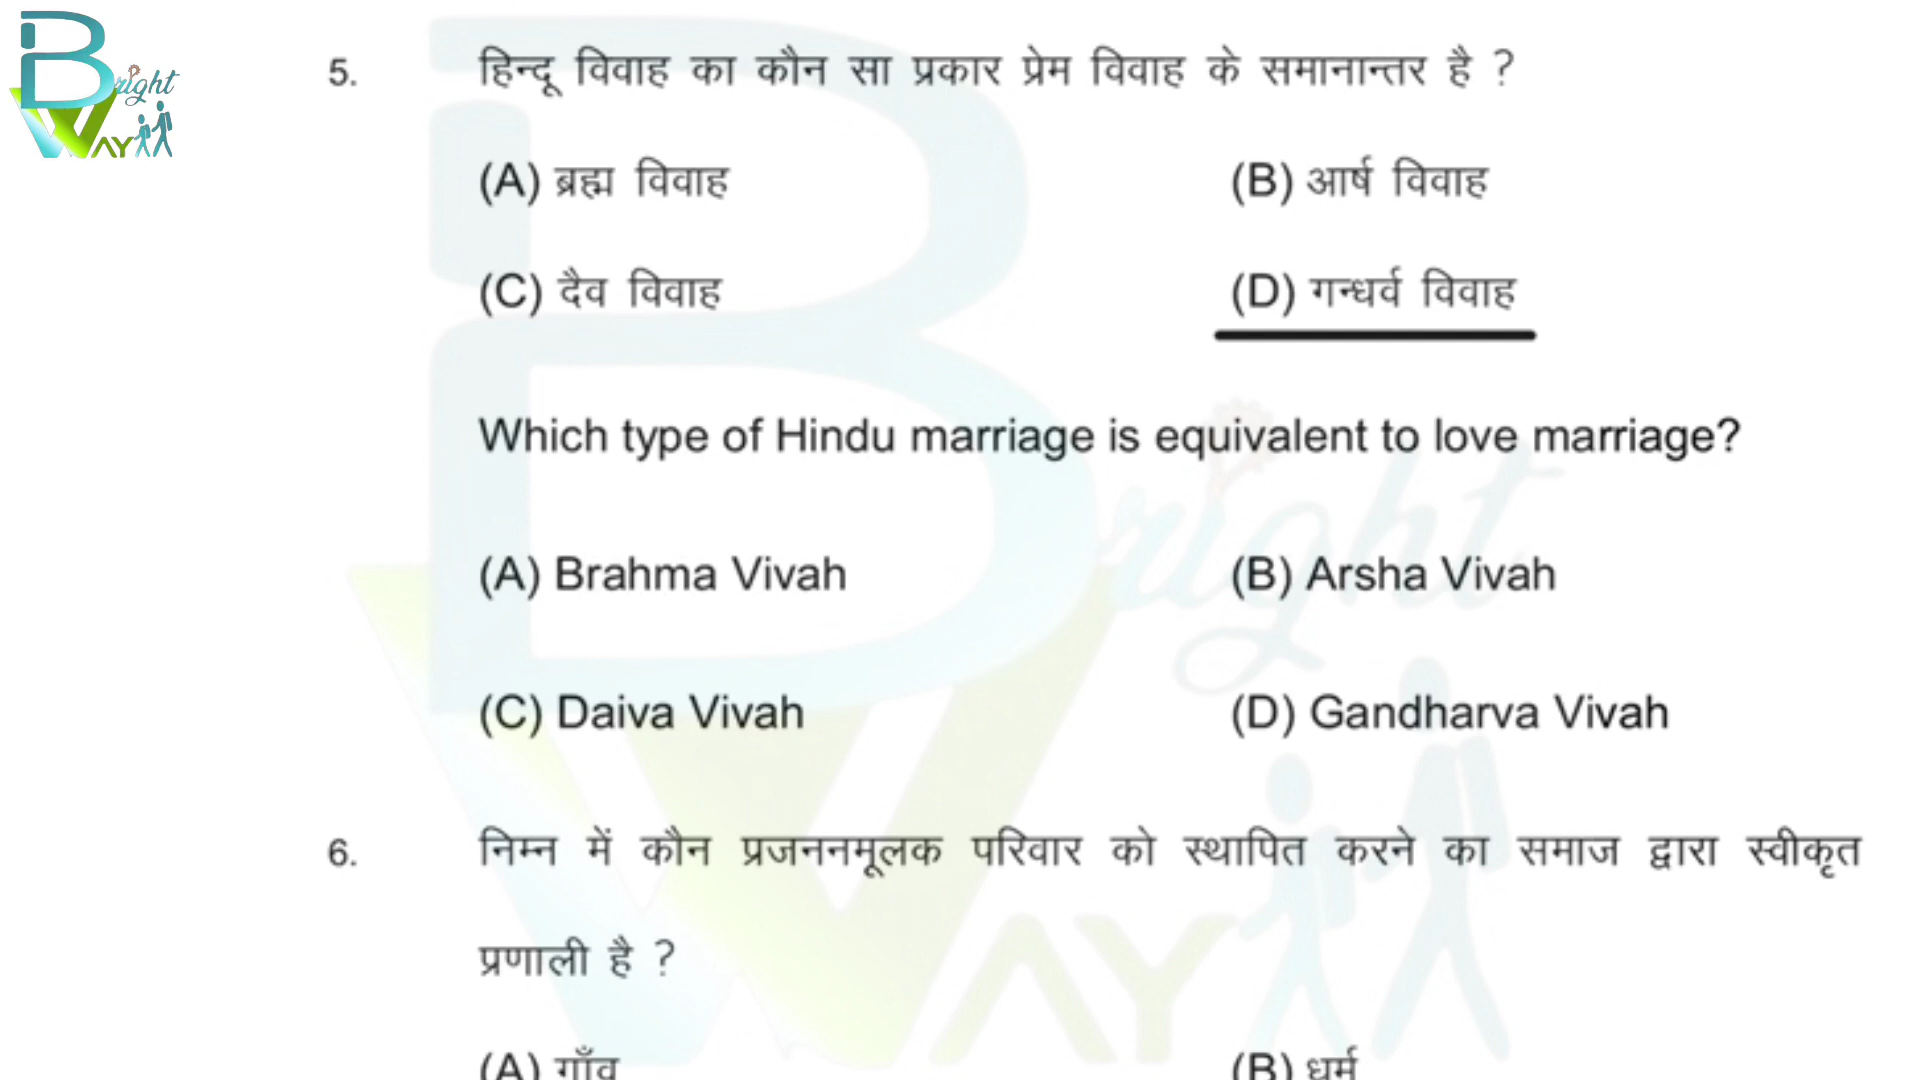 Bright
WAY
5. हिन्दू विवाह का कौन सा प्रकार प्रेम विवाह के समानान्तर है ?
(A) ब्रह्म विवाह (B) आर्ष विवाह
(C) दैव विवाह (D) गन्धर्व विवाह
Which type of Hindu marriage is equivalent to love marriage?
(A) Brahma Vivah (B) Arsha Vivah
(C) Daiva Vivah (D) Gandharva Vivah
6. निम्न में कौन प्रजननमूलक परिवार को स्थापित करने का समाज द्वारा स्वीकृत
प्रणाली है ?
(A) गाँव (B) धर्म